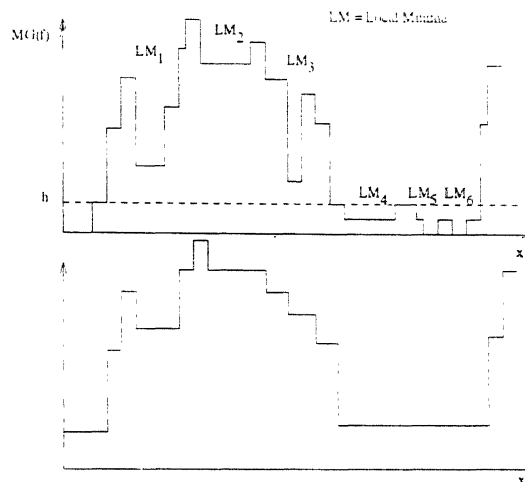 LM = Local Minima
MG(f)
LM1
LM2
LM3
h
LM4
LM5
LM6
x
x